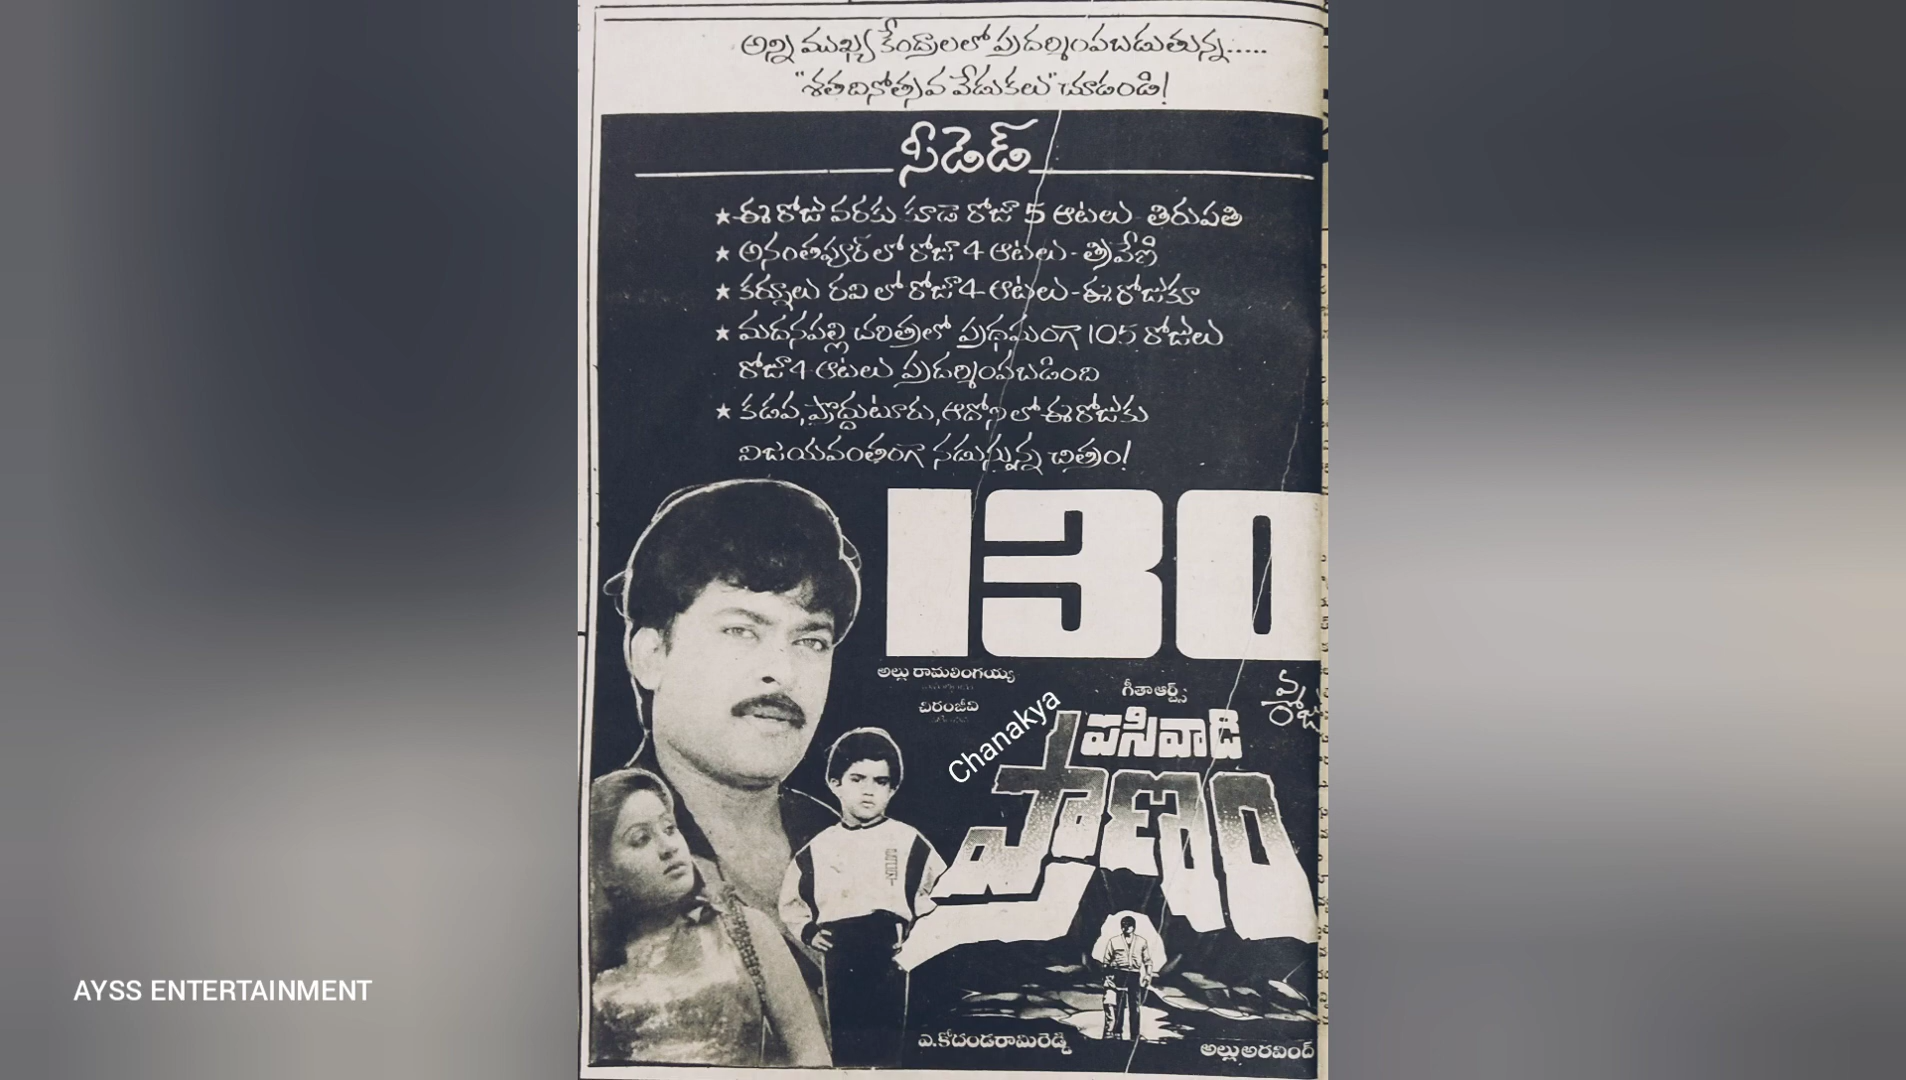 అన్ని ముఖ్య కేంద్రాలలో ప్రదర్శింపబడుతున్న.....
"శతదినోత్సవ వేడుకలు" చూడండి!
సీడెడ్
★ ఈ రోజు వరకు కూడె రోజూ 5 ఆటలు - తిరుపతి
★ అనంతపూర్ లో రోజూ 4 ఆటలు - త్రివేణి
★ కర్నూలు రవి లో రోజూ 4 ఆటలు - ఈ రోజుకూ
★ మదనపల్లి చరిత్రలో ప్రథమంగా 105 రోజులు
రోజూ 4 ఆటలు ప్రదర్శింపబడింది
★ కడప, ప్రొద్దుటూరు, ఆదోని లో ఈ రోజుకు
విజయవంతంగా నడుస్తున్న చిత్రం!
130
అల్లు రామలింగయ్య
చిరంజీవి
గీతా ఆర్ట్స్
పసివాడి
ప్రాణం
Chanakya
ఎ.కోదండరామిరెడ్డి
అల్లు అరవింద్
AYSS ENTERTAINMENT